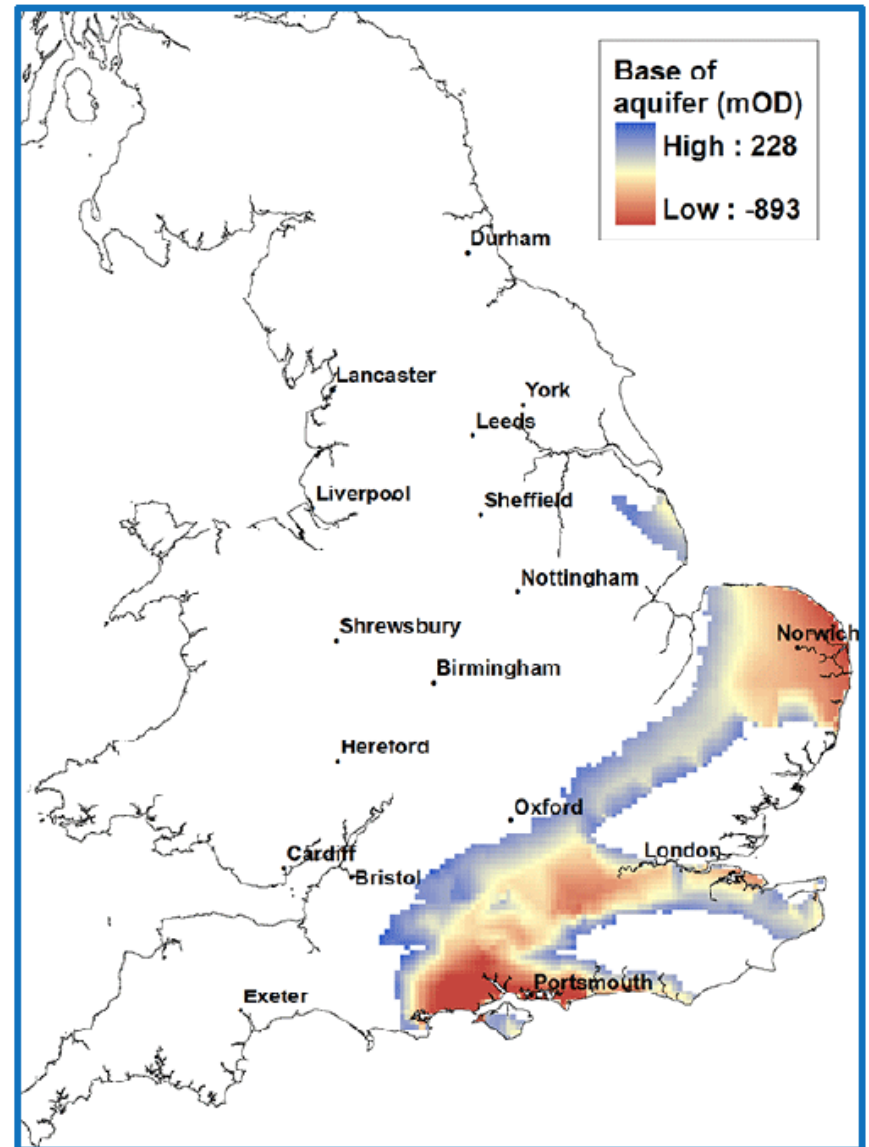 Base of
aquifer (mOD)
High : 228
Low : -893
Durham
Lancaster
York
Leeds
Liverpool
Sheffield
Nottingham
Shrewsbury
Norwich
Birmingham
Hereford
Oxford
Cardiff
London
Bristol
Portsmouth
Exeter